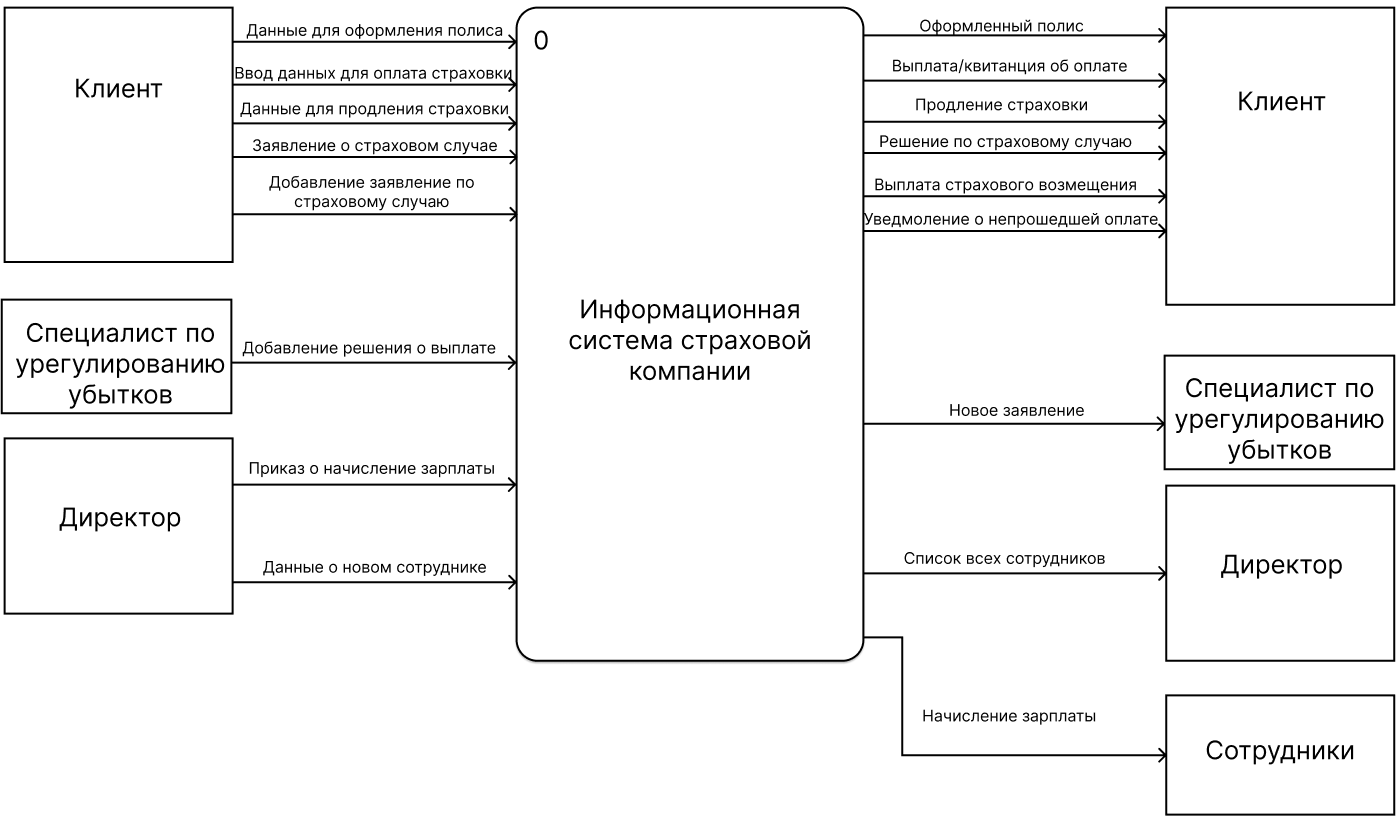 Клиент
Данные для оформления полиса
Ввод данных для оплата страховки
Данные для продления страховки
Заявление о страховом случае
Добавление заявление по
страховому случаю
Специалист по
урегулированию
убытков
Добавление решения о выплате
Директор
Приказ о начисление зарплаты
Данные о новом сотруднике
0
Информационная
система страховой
компании
Оформленный полис
Выплата/квитанция об оплате
Продление страховки
Решение по страховому случаю
Выплата страхового возмещения
Уведмоление о непрошедшей оплате
Клиент
Новое заявление
Специалист по
урегулированию
убытков
Список всех сотрудников
Директор
Начисление зарплаты
Сотрудники